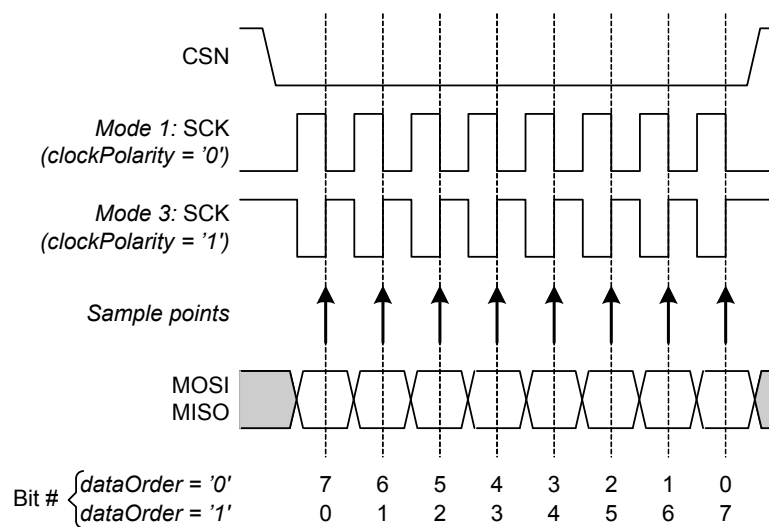 CSN
Mode 1: SCK
(clockPolarity = '0')
Mode 3: SCK
(clockPolarity = '1')
Sample points
MOSI
MISO
Bit # { dataOrder = '0' 7 6 5 4 3 2 1 0
dataOrder = '1' 0 1 2 3 4 5 6 7